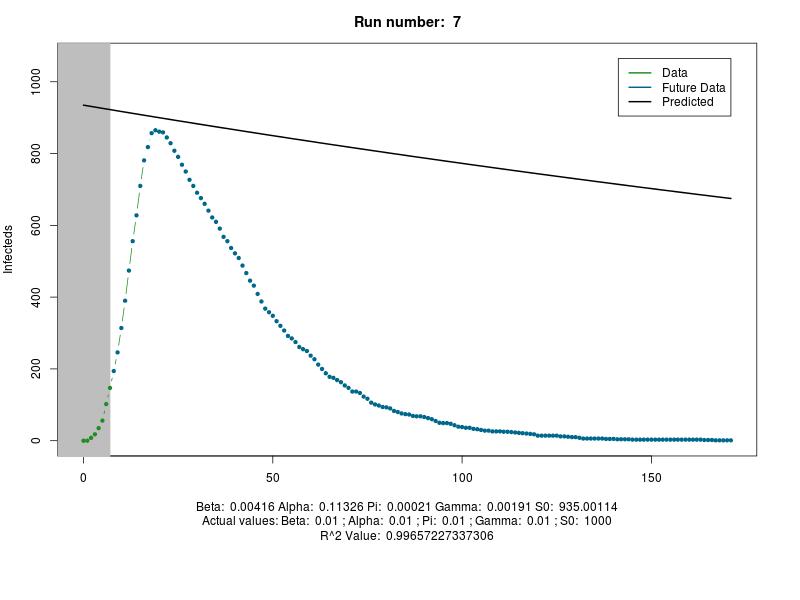 Run number: 7
Data
Future Data
Predicted
Infecteds
1000
800
600
400
200
0
0 50 100 150
Beta: 0.00416 Alpha: 0.11326 Pi: 0.00021 Gamma: 0.00191 S0: 935.00114
Actual values: Beta: 0.01 ; Alpha: 0.01 ; Pi: 0.01 ; Gamma: 0.01 ; S0: 1000
R^2 Value: 0.99657227337306